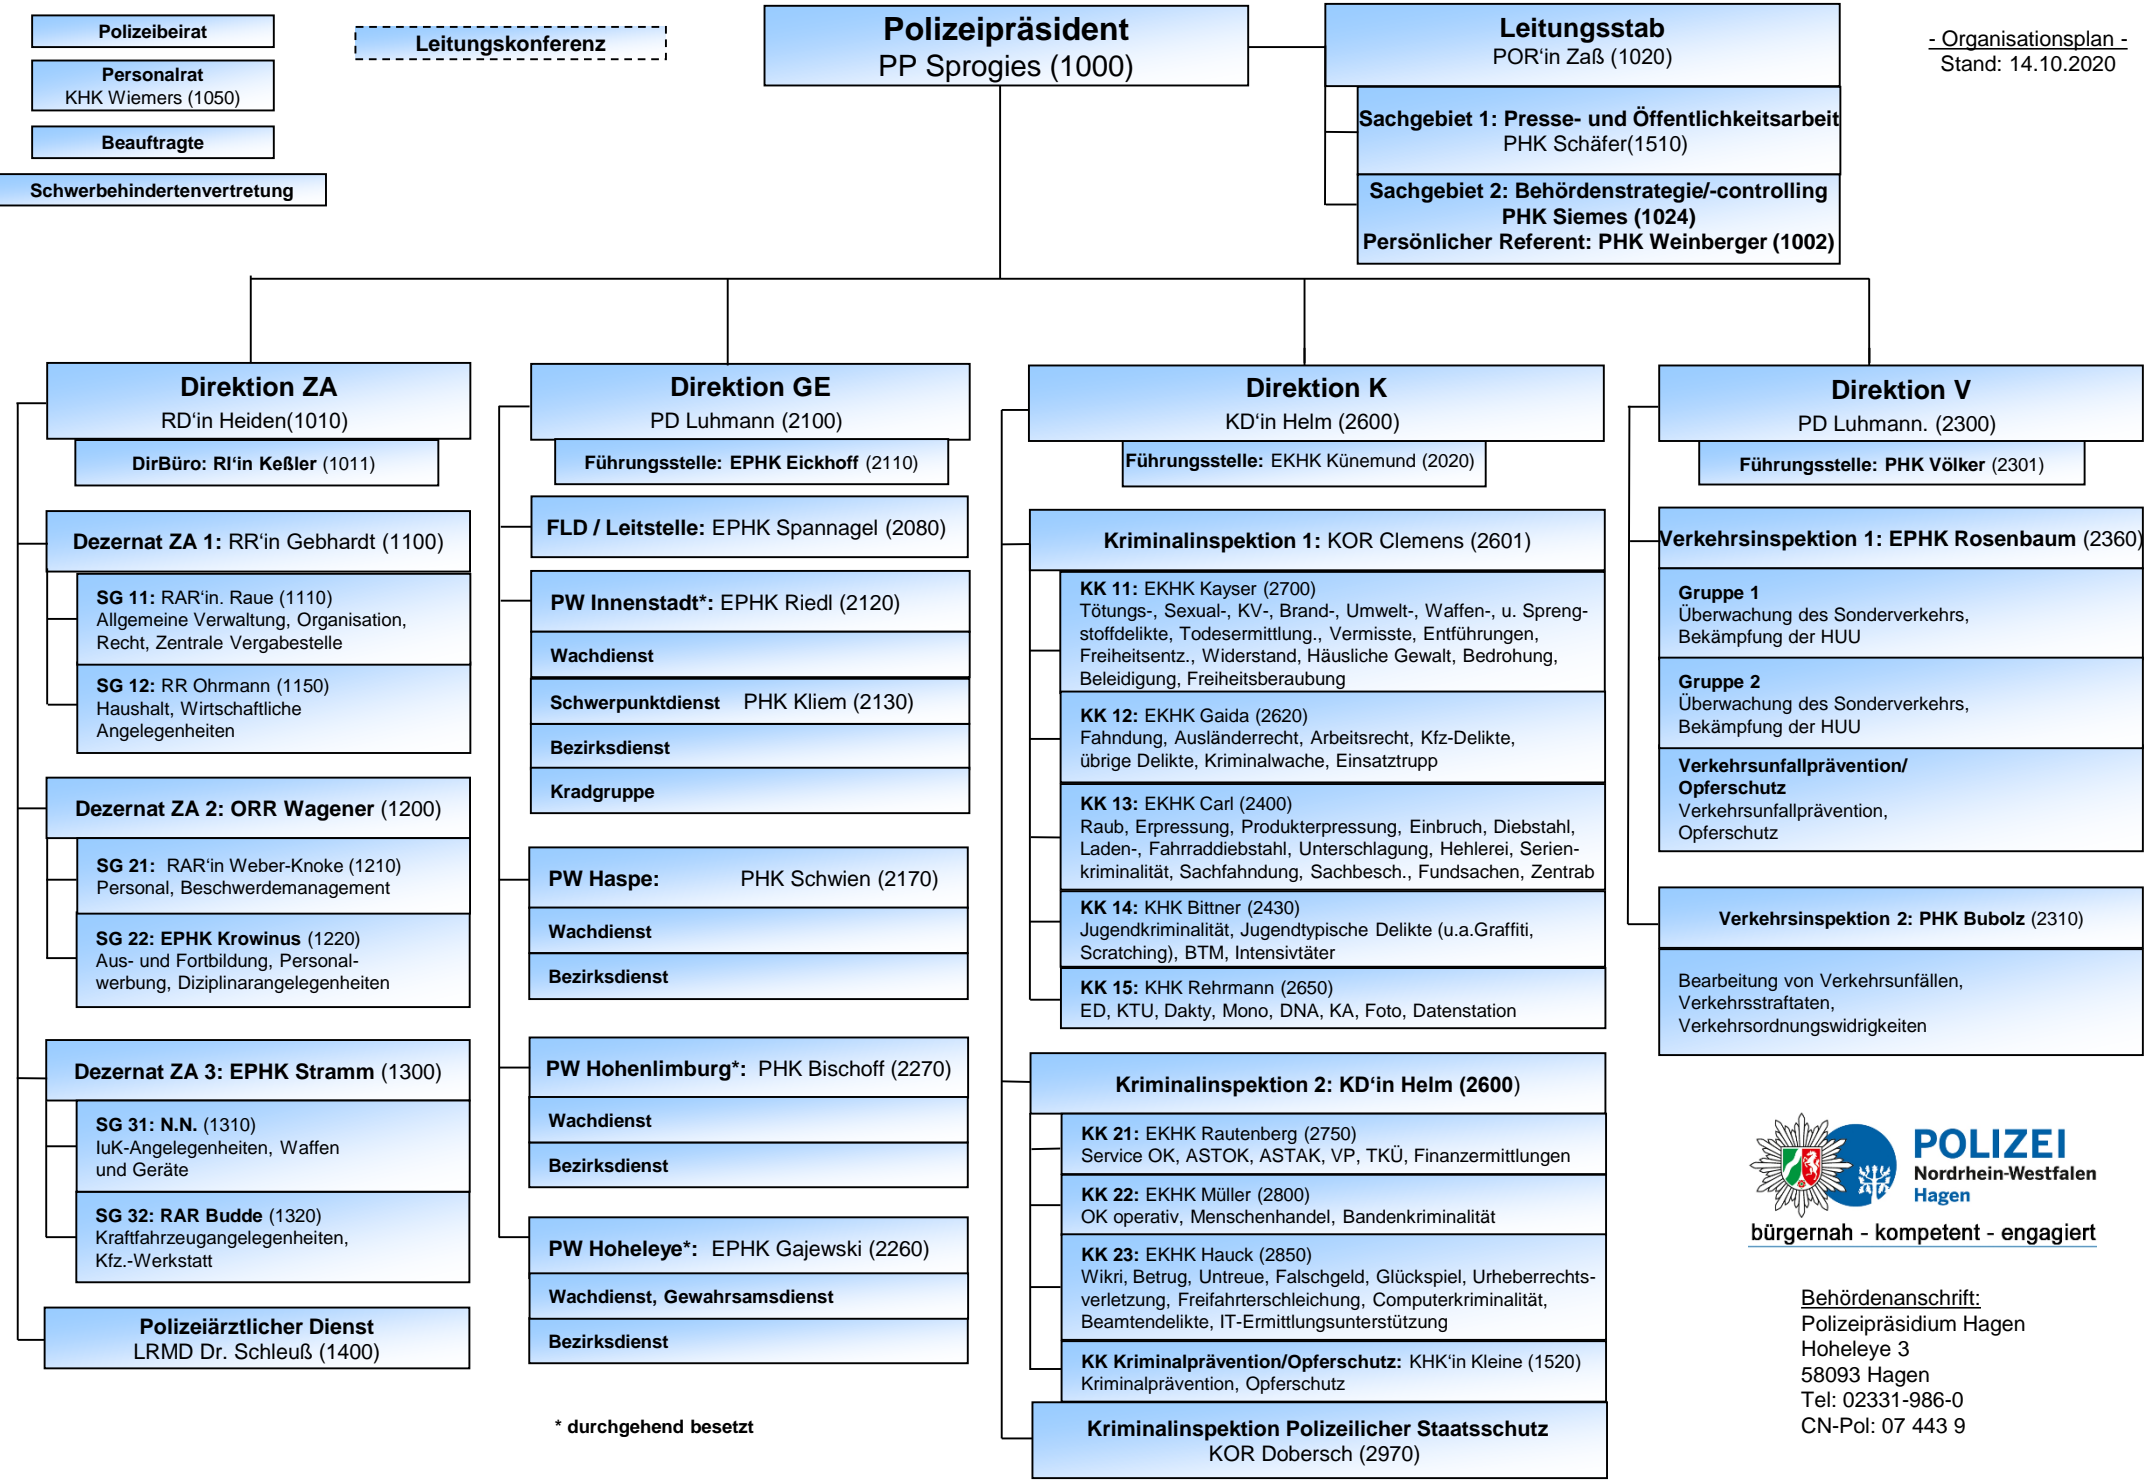 Polizeibeirat
Personalrat
KHK Wiemers (1050)
Beauftragte
Schwerbehindertenvertretung
Leitungskonferenz
Polizeipräsident
PP Sprogies (1000)
Leitungsstab
POR‘in Zaß (1020)
Sachgebiet 1: Presse- und Öffentlichkeitsarbeit
PHK Schäfer(1510)
Sachgebiet 2: Behördenstrategie/-controlling
PHK Siemes (1024)
Persönlicher Referent: PHK Weinberger (1002)
- Organisationsplan -
Stand: 14.10.2020
Direktion ZA
RD‘in Heiden(1010)
DirBüro: RI‘in Keßler (1011)
Dezernat ZA 1: RR‘in Gebhardt (1100)
SG 11: RAR‘in. Raue (1110)
Allgemeine Verwaltung, Organisation,
Recht, Zentrale Vergabestelle
SG 12: RR Ohrmann (1150)
Haushalt, Wirtschaftliche
Angelegenheiten
Dezernat ZA 2: ORR Wagener (1200)
SG 21: RAR‘in Weber-Knoke (1210)
Personal, Beschwerdemanagement
SG 22: EPHK Krowinus (1220)
Aus- und Fortbildung, Personal-
werbung, Diziplinarangelegenheiten
Dezernat ZA 3: EPHK Stramm (1300)
SG 31: N.N. (1310)
IuK-Angelegenheiten, Waffen
und Geräte
SG 32: RAR Budde (1320)
Kraftfahrzeugangelegenheiten,
Kfz.-Werkstatt
Polizeiärztlicher Dienst
LRMD Dr. Schleuß (1400)
Direktion GE
PD Luhmann (2100)
Führungsstelle: EPHK Eickhoff (2110)
FLD / Leitstelle: EPHK Spannagel (2080)
PW Innenstadt*: EPHK Riedl (2120)
Wachdienst
Schwerpunktdienst PHK Kliem (2130)
Bezirksdienst
Kradgruppe
PW Haspe: PHK Schwien (2170)
Wachdienst
Bezirksdienst
PW Hohenlimburg*: PHK Bischoff (2270)
Wachdienst
Bezirksdienst
PW Hoheleye*: EPHK Gajewski (2260)
Wachdienst, Gewahrsamsdienst
Bezirksdienst
* durchgehend besetzt
Direktion K
KD‘in Helm (2600)
Führungsstelle: EKHK Künemund (2020)
Kriminalinspektion 1: KOR Clemens (2601)
KK 11: EKHK Kayser (2700)
Tötungs-, Sexual-, KV-, Brand-, Umwelt-, Waffen-, u. Spreng-
stoffdelikte, Todesermittlung., Vermisste, Entführungen,
Freiheitsentz., Widerstand, Häusliche Gewalt, Bedrohung,
Beleidigung, Freiheitsberaubung
KK 12: EKHK Gaida (2620)
Fahndung, Ausländerrecht, Arbeitsrecht, Kfz-Delikte,
übrige Delikte, Kriminalwache, Einsatztrupp
KK 13: EKHK Carl (2400)
Raub, Erpressung, Produkterpressung, Einbruch, Diebstahl,
Laden-, Fahrraddiebstahl, Unterschlagung, Hehlerei, Serien-
kriminalität, Sachfahndung, Sachbesch., Fundsachen, Zentrab
KK 14: KHK Bittner (2430)
Jugendkriminalität, Jugendtypische Delikte (u.a.Graffiti,
Scratching), BTM, Intensivtäter
KK 15: KHK Rehrmann (2650)
ED, KTU, Dakty, Mono, DNA, KA, Foto, Datenstation
Kriminalinspektion 2: KD‘in Helm (2600)
KK 21: EKHK Rautenberg (2750)
Service OK, ASTOK, ASTAK, VP, TKÜ, Finanzermittlungen
KK 22: EKHK Müller (2800)
OK operativ, Menschenhandel, Bandenkriminalität
KK 23: EKHK Hauck (2850)
Wikri, Betrug, Untreue, Falschgeld, Glückspiel, Urheberrechts-
verletzung, Freifahrterschleichung, Computerkriminalität,
Beamtendelikte, IT-Ermittlungsunterstützung
KK Kriminalprävention/Opferschutz: KHK‘in Kleine (1520)
Kriminalprävention, Opferschutz
Kriminalinspektion Polizeilicher Staatsschutz
KOR Dobersch (2970)
Direktion V
PD Luhmann. (2300)
Führungsstelle: PHK Völker (2301)
Verkehrsinspektion 1: EPHK Rosenbaum (2360)
Gruppe 1
Überwachung des Sonderverkehrs,
Bekämpfung der HUU
Gruppe 2
Überwachung des Sonderverkehrs,
Bekämpfung der HUU
Verkehrsunfallprävention/
Opferschutz
Verkehrsunfallprävention,
Opferschutz
Verkehrsinspektion 2: PHK Bubolz (2310)
Bearbeitung von Verkehrsunfällen,
Verkehrsstraftaten,
Verkehrsordnungswidrigkeiten
POLIZEI
Nordrhein-Westfalen
Hagen
bürgernah - kompetent - engagiert
Behördenanschrift:
Polizeipräsidium Hagen
Hoheleye 3
58093 Hagen
Tel: 02331-986-0
CN-Pol: 07 443 9